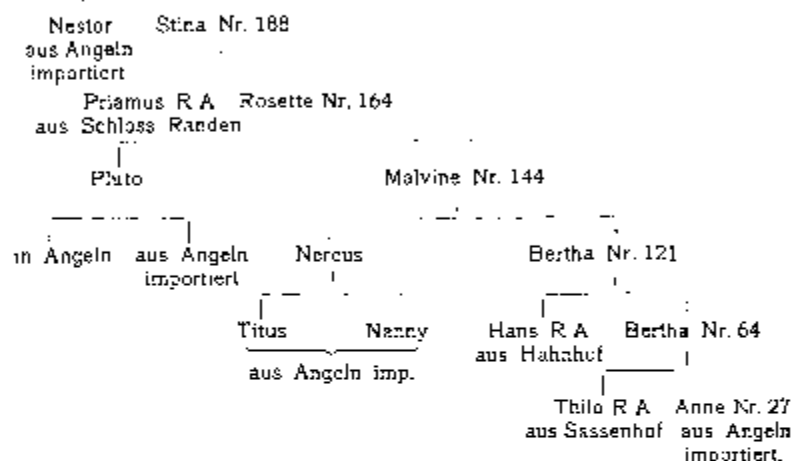 Nestor Stina Nr. 188
aus Angeln
importiert
Priamus R A Rosette Nr. 164
aus Schloss Randen
Pluto Malvine Nr. 144
in Angeln aus Angeln Nereus Bertha Nr. 121
importiert
Titus Nanny Hans R A Bertha Nr. 64
aus Hahnhof
aus Angeln imp.
Thilo R A Anne Nr. 27
aus Sassenhof aus Angeln
importiert.